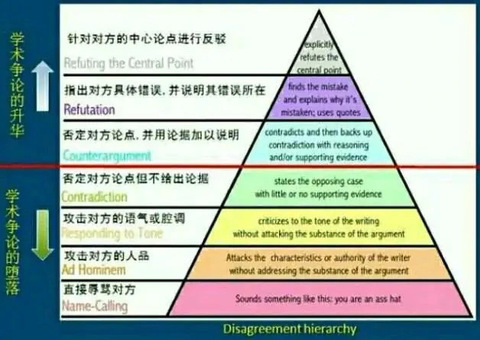 学术争论的升华
学术争论的堕落
针对对方的中心论点进行反驳
Refuting the Central Point
explicitly
refutes the
central point
指出对方具体错误,并说明其错误所在
Refutation
finds the mistake
and explains why it's
mistaken; uses quotes
否定对方论点,并用论据加以说明
Counterargument
contradicts and then backs up
contradiction with reasoning
and/or supporting evidence
否定对方论点但不给出论据
Contradiction
states the opposing case
with little or no supporting evidence
攻击对方的语气或腔调
Responding to Tone
criticizes to the tone of the writing
without attacking the substance of the argument
攻击对方的人品
Ad Hominem
Attacks the characteristics or authority of the writer
without addressing the substance of the argument
直接辱骂对方
Name-Calling
Sounds something like this: you are an ass hat
Disagreement hierarchy